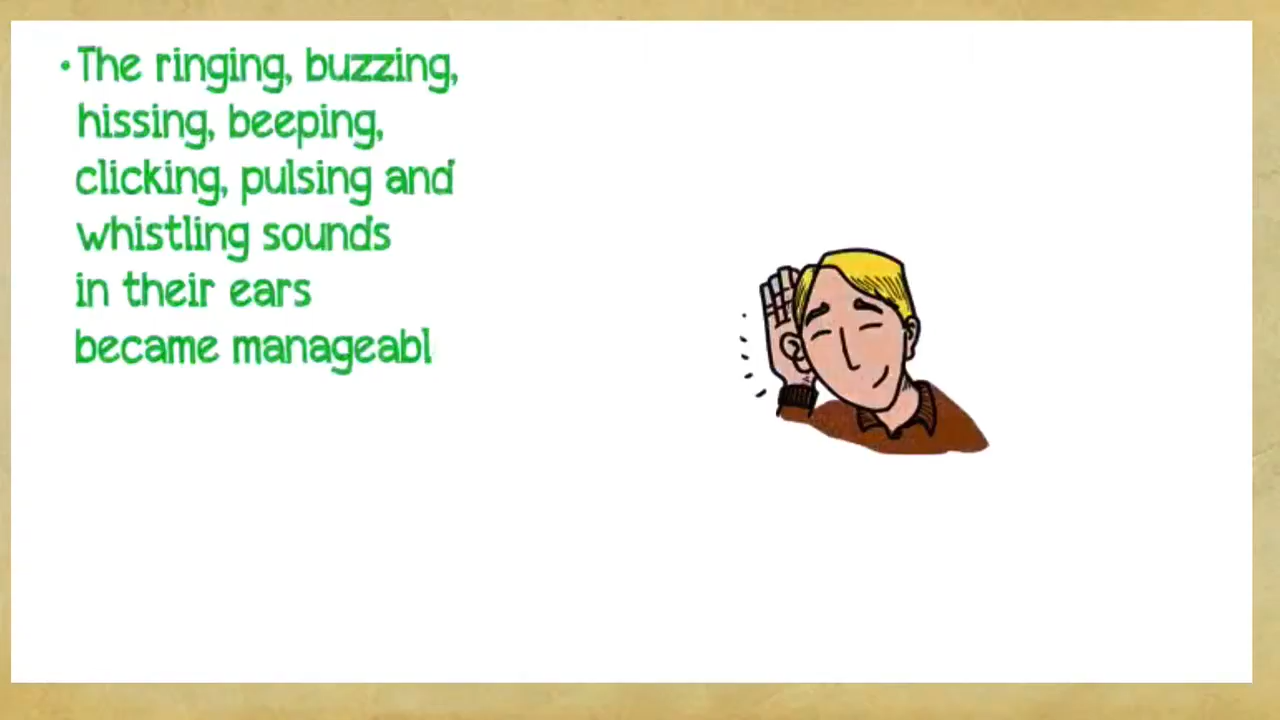 •The ringing, buzzing,
hissing, beeping,
clicking, pulsing and
whistling sounds
in their ears
became manageabl